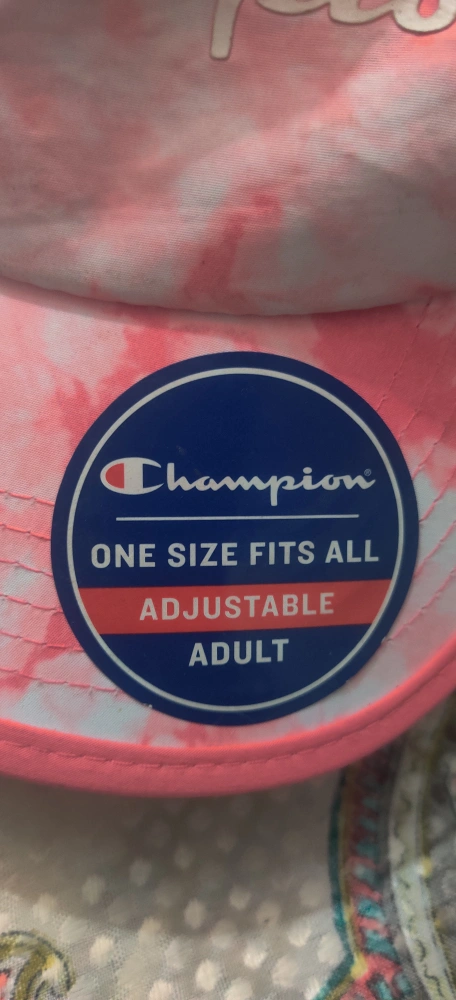 Champion®
ONE SIZE FITS ALL
ADJUSTABLE
ADULT